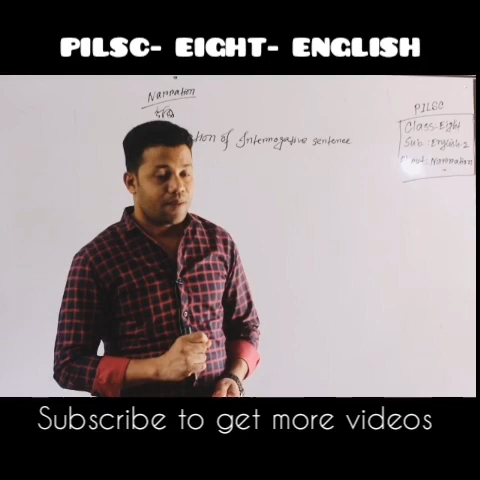 PILSC- EIGHT- ENGLISH
Narration
PILSC
Class: Eight
Sub : English-2
Narration
of Interrogative sentence
Subscribe to get more videos